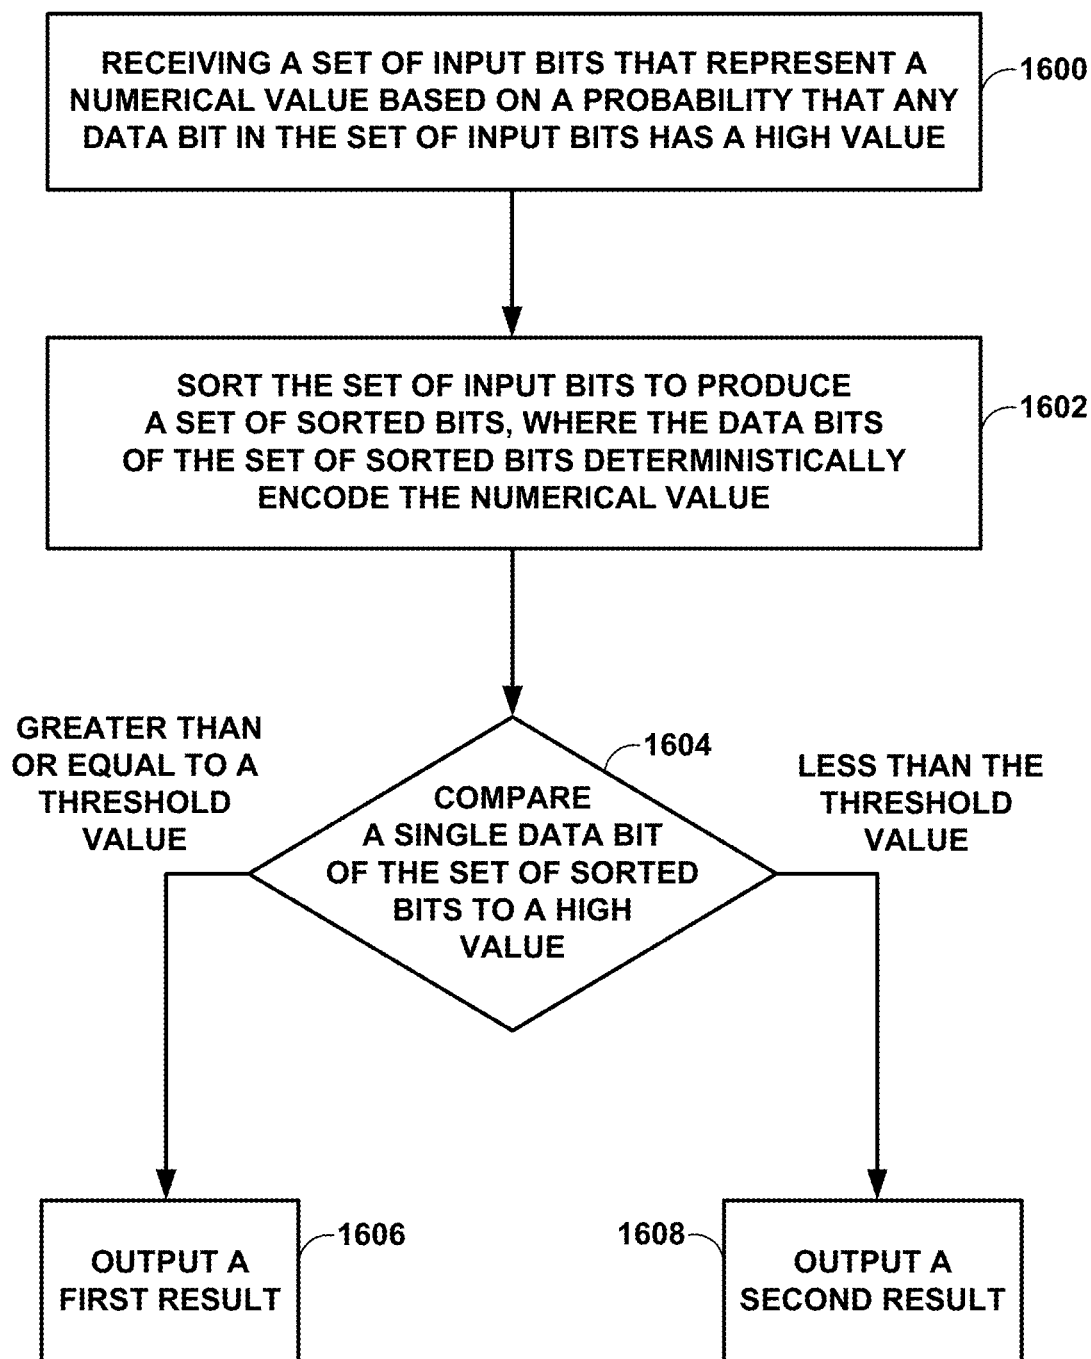 RECEIVING A SET OF INPUT BITS THAT REPRESENT A
NUMERICAL VALUE BASED ON A PROBABILITY THAT ANY
DATA BIT IN THE SET OF INPUT BITS HAS A HIGH VALUE
1600
SORT THE SET OF INPUT BITS TO PRODUCE
A SET OF SORTED BITS, WHERE THE DATA BITS
OF THE SET OF SORTED BITS DETERMINISTICALLY
ENCODE THE NUMERICAL VALUE
1602
GREATER THAN
OR EQUAL TO A
THRESHOLD
VALUE
1604
COMPARE
A SINGLE DATA BIT
OF THE SET OF SORTED
BITS TO A HIGH
VALUE
LESS THAN THE
THRESHOLD
VALUE
OUTPUT A
FIRST RESULT
1606
1608
OUTPUT A
SECOND RESULT